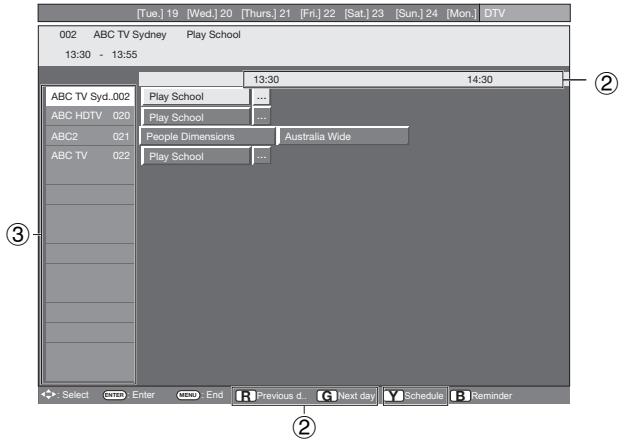 [Tue.] 19 [Wed.] 20 [Thurs.] 21 [Fri.] 22 [Sat.] 23 [Sun.] 24 [Mon.] DTV
002 ABC TV Sydney Play School
13:30 - 13:55
13:30 14:30
②
ABC TV Syd..002 Play School ...
ABC HDTV 020 Play School ...
ABC2 021 People Dimensions Australia Wide
ABC TV 022 Play School ...
③
: Select ENTER : Enter MENU : End R Previous d.. G Next day Y Schedule B Reminder
②